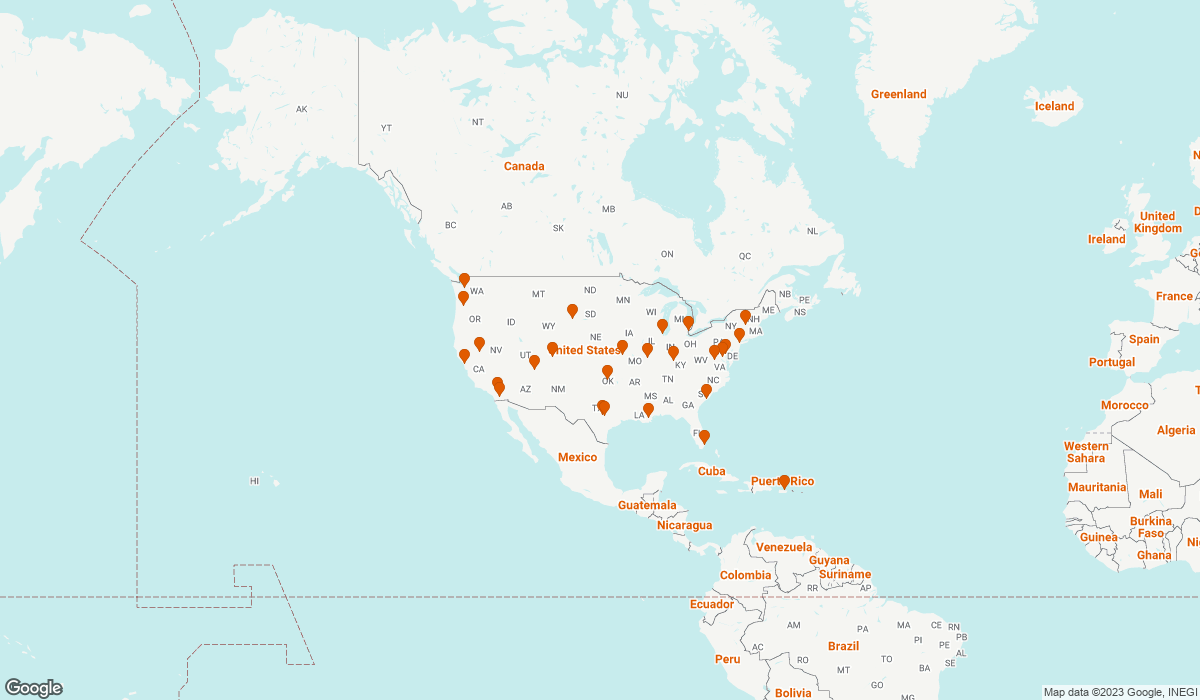 Greenland
Iceland
NU
AK
YT
NT
N
Canada
AB
MB
BC
SK
NL
United
Kingdom
D
Ireland
ON
QC
G
WA
MT
ND
MN
NB
PE
NS
ME
France
OR
ID
SD
WI
MI
NY
NH
MA
WY
NE
IA
Spain
NV
UT
United States
IL
IN
OH
PA
DE
Portugal
CA
MO
KY
WV
VA
AZ
NM
OK
AR
TN
NC
T
MS
AL
GA
S
Morocco
LA
Algeria
FL
Western
Sahara
Mexico
Cuba
HI
Puerto Rico
Mauritania
Mali
Guatemala
Nicaragua
Burkina
Faso
Guinea
Ni
Ghana
Venezuela
Guyana
Colombia
Suriname
RR
AP
Ecuador
AM
PA
MA
CE
RN
PB
PI
PE
AL
AC
Brazil
Peru
RO
TO
SE
MT
BA
GO
Bolivia
MG
Google
Map data ©2023 Google, INEGI